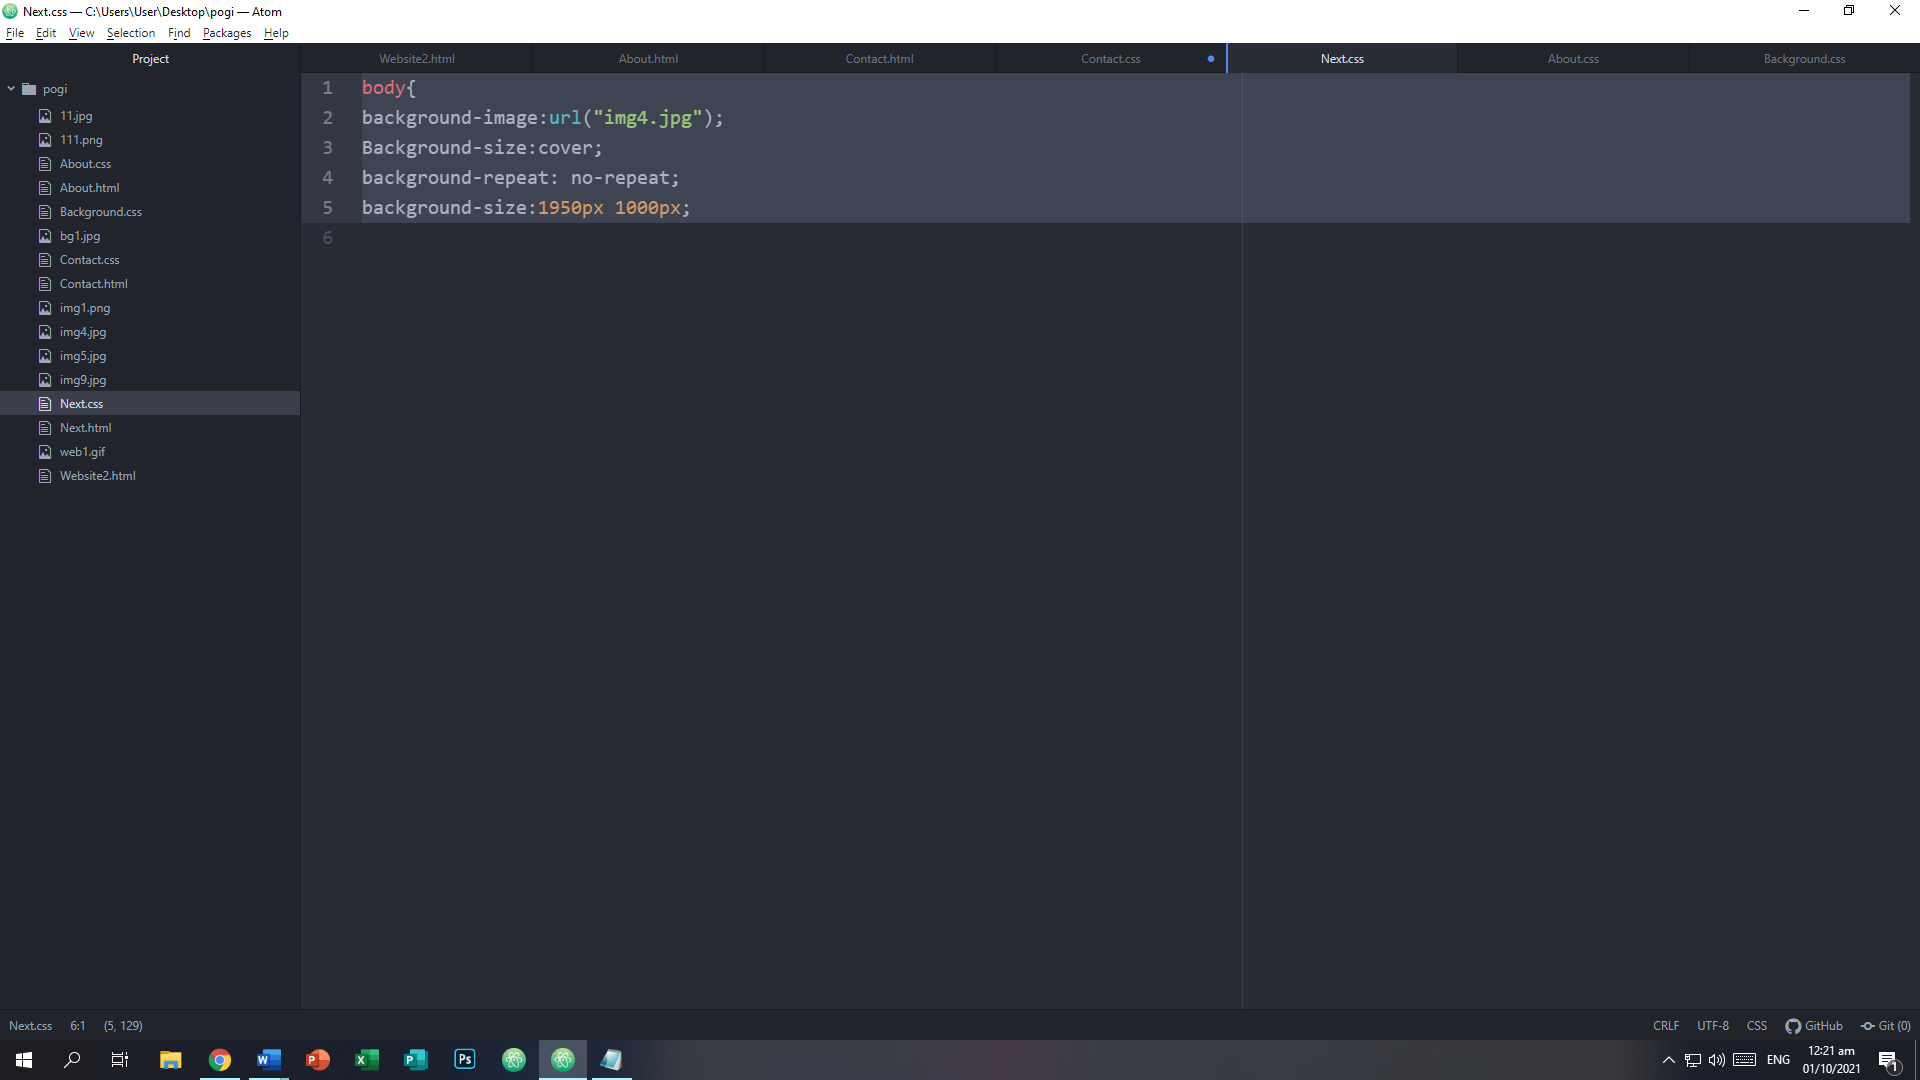 Next.css — C:\Users\User\Desktop\pogi — Atom
File Edit View Selection Find Packages Help
Project
Website2.html About.html Contact.html Contact.css Next.css About.css Background.css
pogi
11.jpg
111.png
About.css
About.html
Background.css
bg1.jpg
Contact.css
Contact.html
img1.png
img4.jpg
img5.jpg
img9.jpg
Next.css
Next.html
web1.gif
Website2.html
1 body{
2 background-image:url("img4.jpg");
3 Background-size:cover;
4 background-repeat: no-repeat;
5 background-size:1950px 1000px;
6
Next.css 6:1 (5, 129) CRLF UTF-8 CSS GitHub Git (0)
W P X P Ps ENG 12:21 am
01/10/2021 1